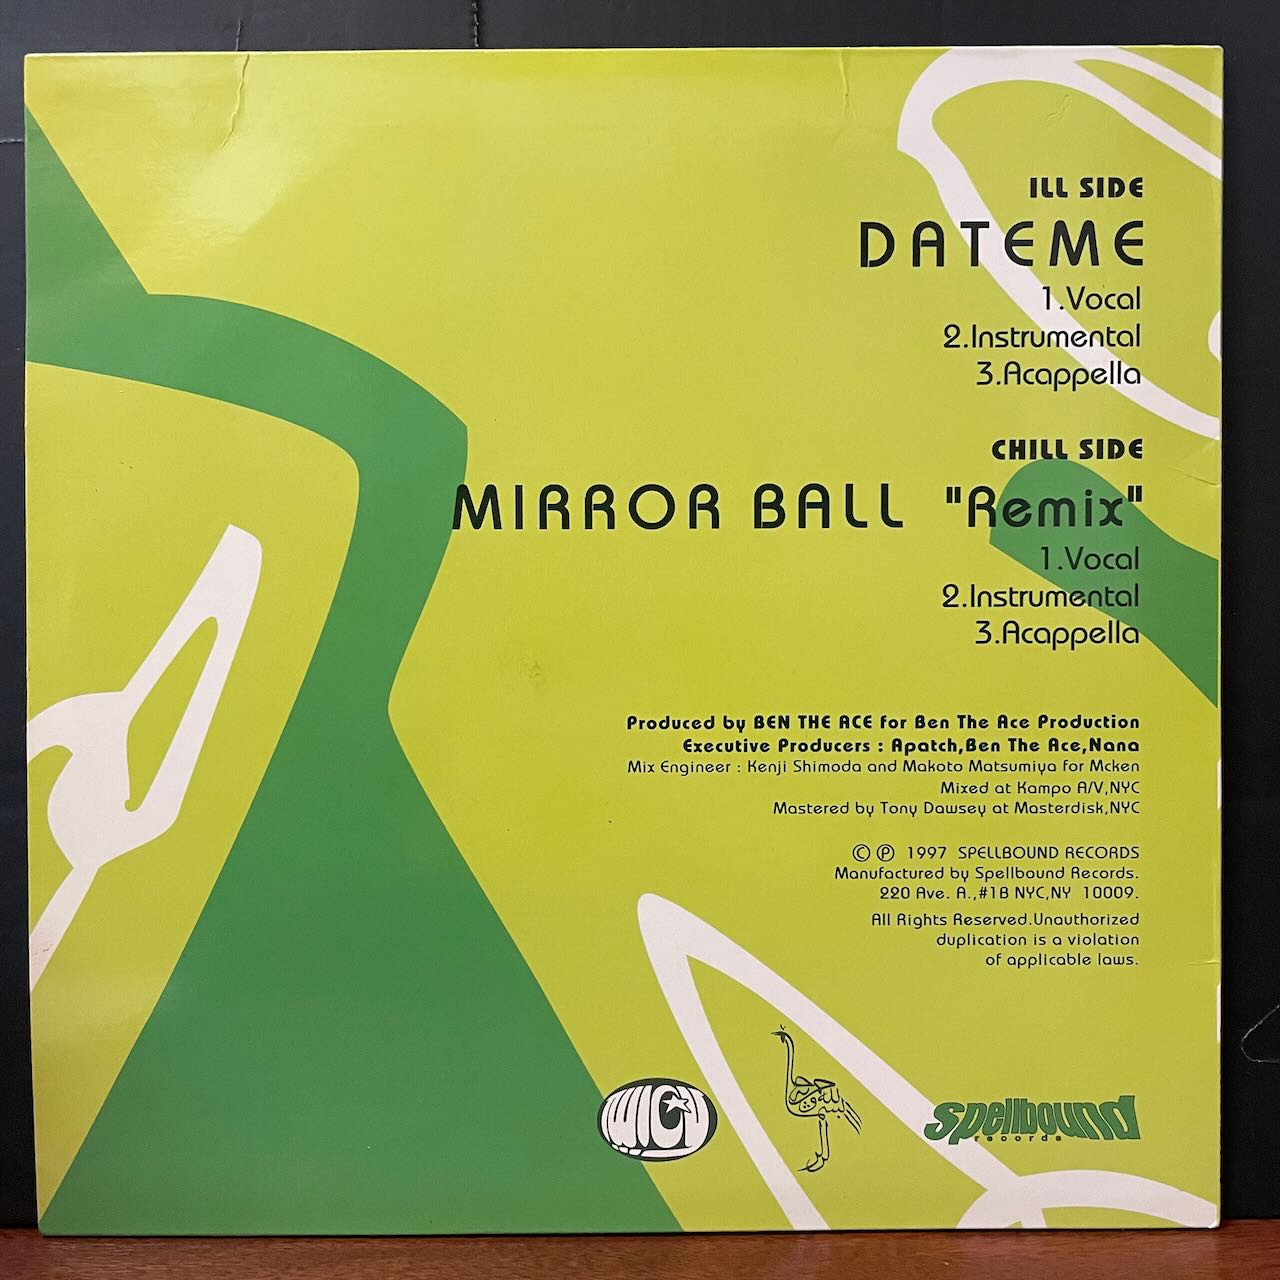 ILL SIDE
DATEME
1.Vocal
2.Instrumental
3.Acappella
CHILL SIDE
MIRROR BALL "Remix"
1.Vocal
2.Instrumental
3.Acappella
Produced by BEN THE ACE for Ben The Ace Production
Executive Producers : Apatch,Ben The Ace,Nana
Mix Engineer : Kenji Shimoda and Makoto Matsumiya for Mcken
Mixed at Kampo A/V,NYC
Mastered by Tony Dawsey at Masterdisk,NYC
© ℗ 1997 SPELLBOUND RECORDS
Manufactured by Spellbound Records.
220 Ave. A.,#1B NYC,NY 10009.
All Rights Reserved.Unauthorized
duplication is a violation
of applicable laws.
spellbound
records